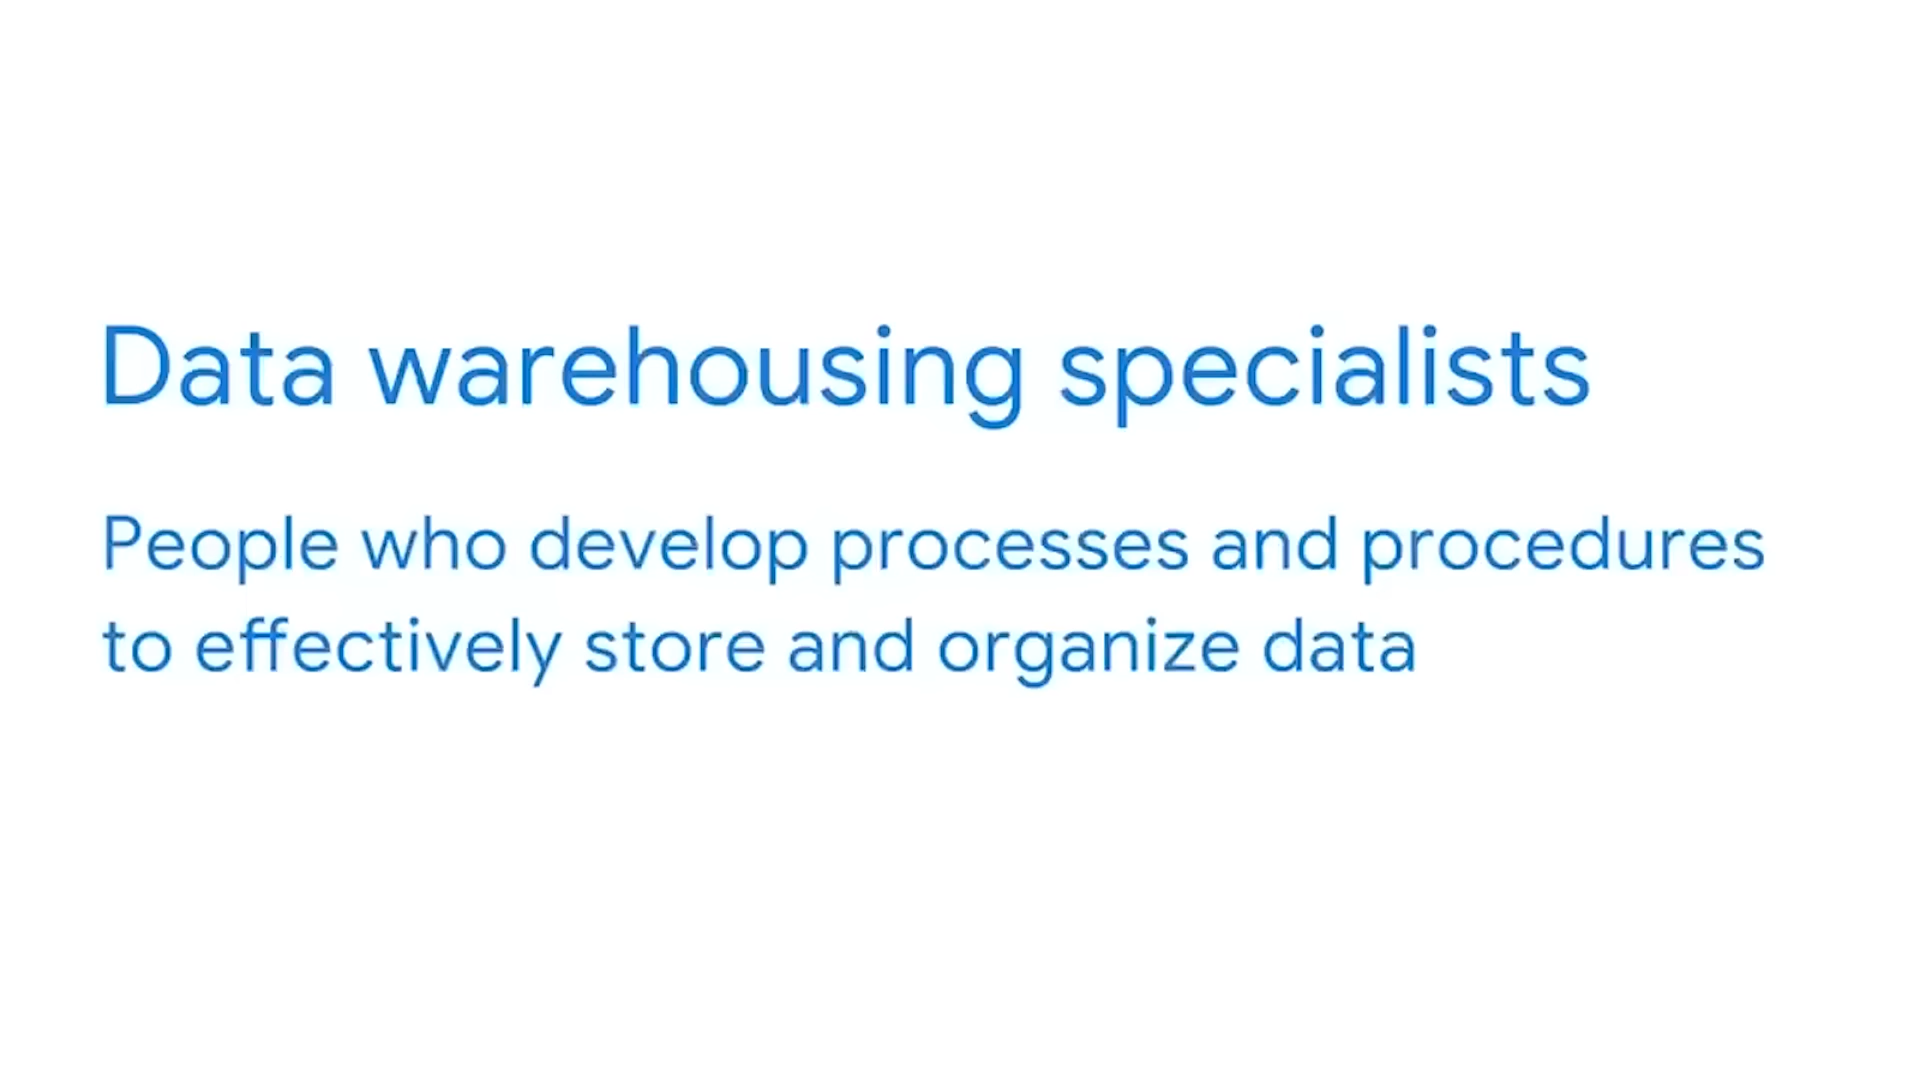 Data warehousing specialists
People who develop processes and procedures
to effectively store and organize data